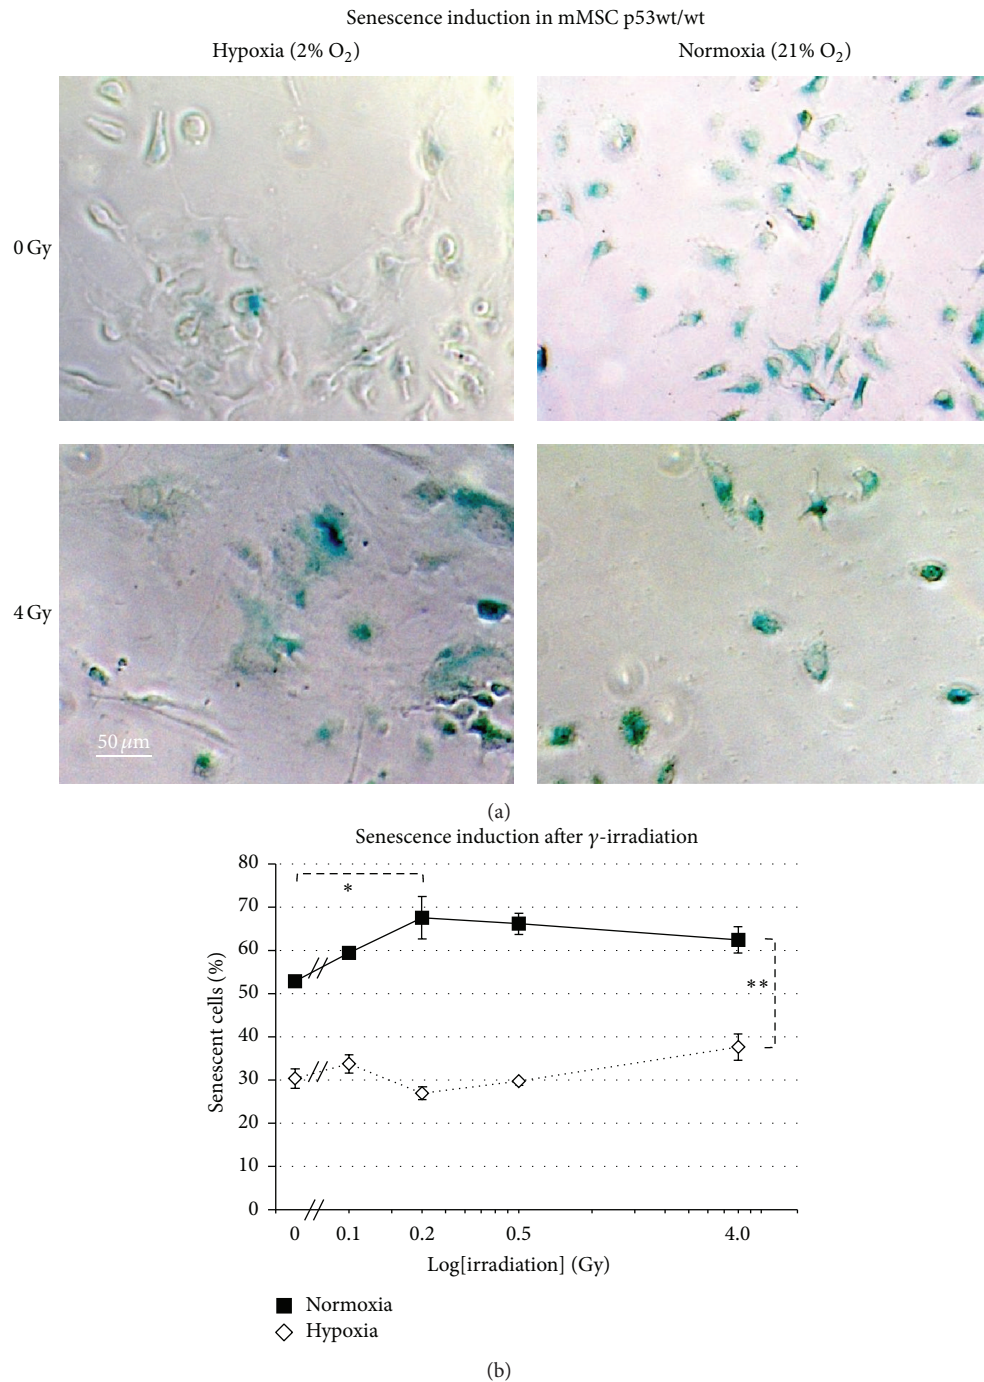 Senescence induction in mMSC p53wt/wt
Hypoxia (2% O2)
Normoxia (21% O2)
0 Gy
4 Gy
50 μm
(a)
Senescence induction after γ-irradiation
80
70
60
50
40
30
20
10
0
Senescent cells (%)
*
**
0 0.1 0.2 0.5 4.0
Log[irradiation] (Gy)
Normoxia
Hypoxia
(b)